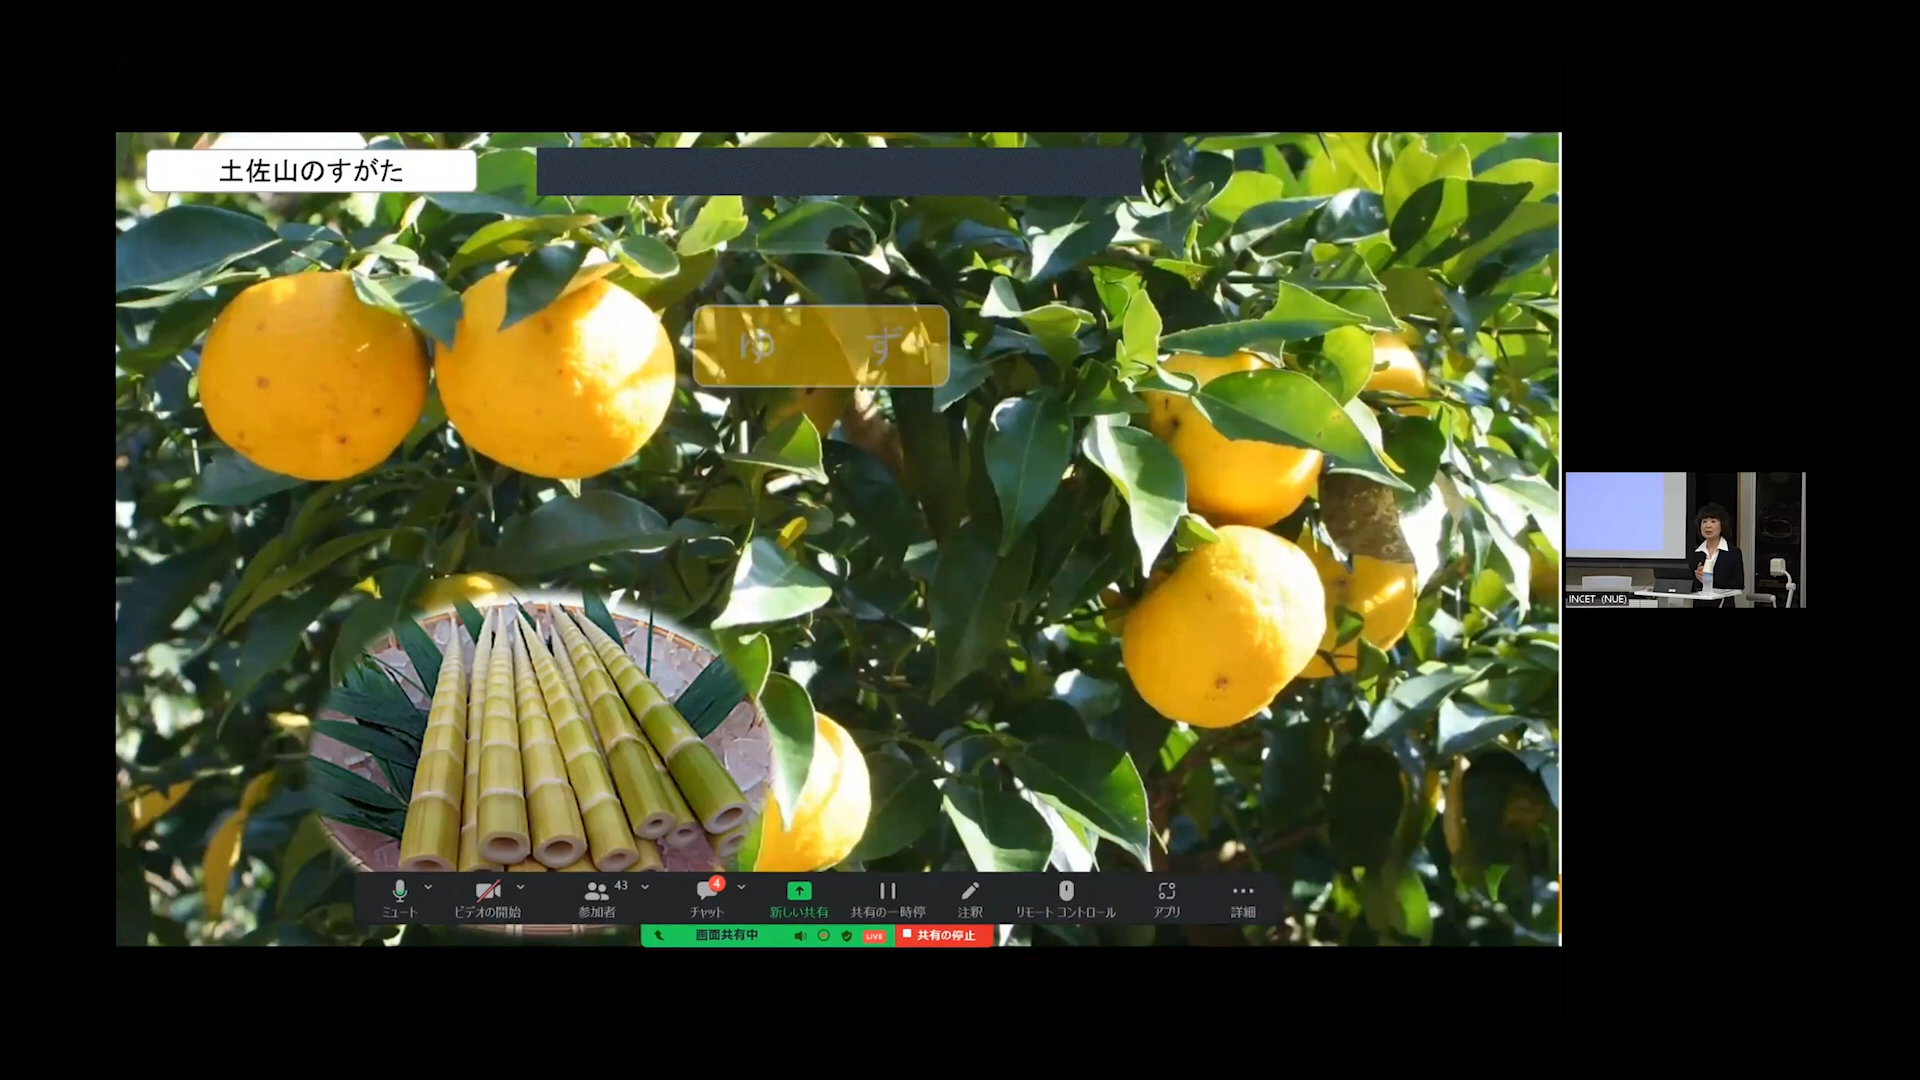 土佐山のすがた
ゆ ず
INCET (NUE)
43
4
ミュート
ビデオの開始
参加者
チャット
新しい共有
共有の一時停
注釈
リモート コントロール
アプリ
詳細
画面共有中
LIVE
共有の停止